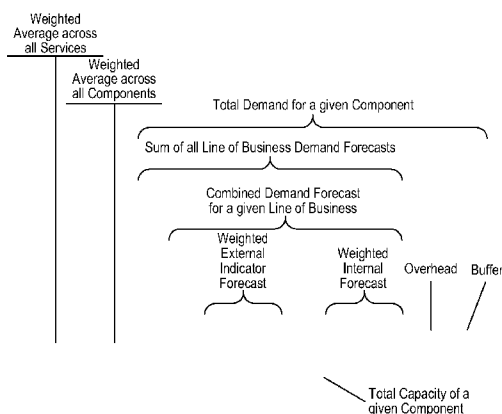 Weighted
Average across
all Services
Weighted
Average across
all Components
Total Demand for a given Component
Sum of all Line of Business Demand Forecasts
Combined Demand Forecast
for a given Line of Business
Weighted
External
Indicator
Forecast
Weighted
Internal
Forecast
Overhead
Buffer
Total Capacity of a
given Component